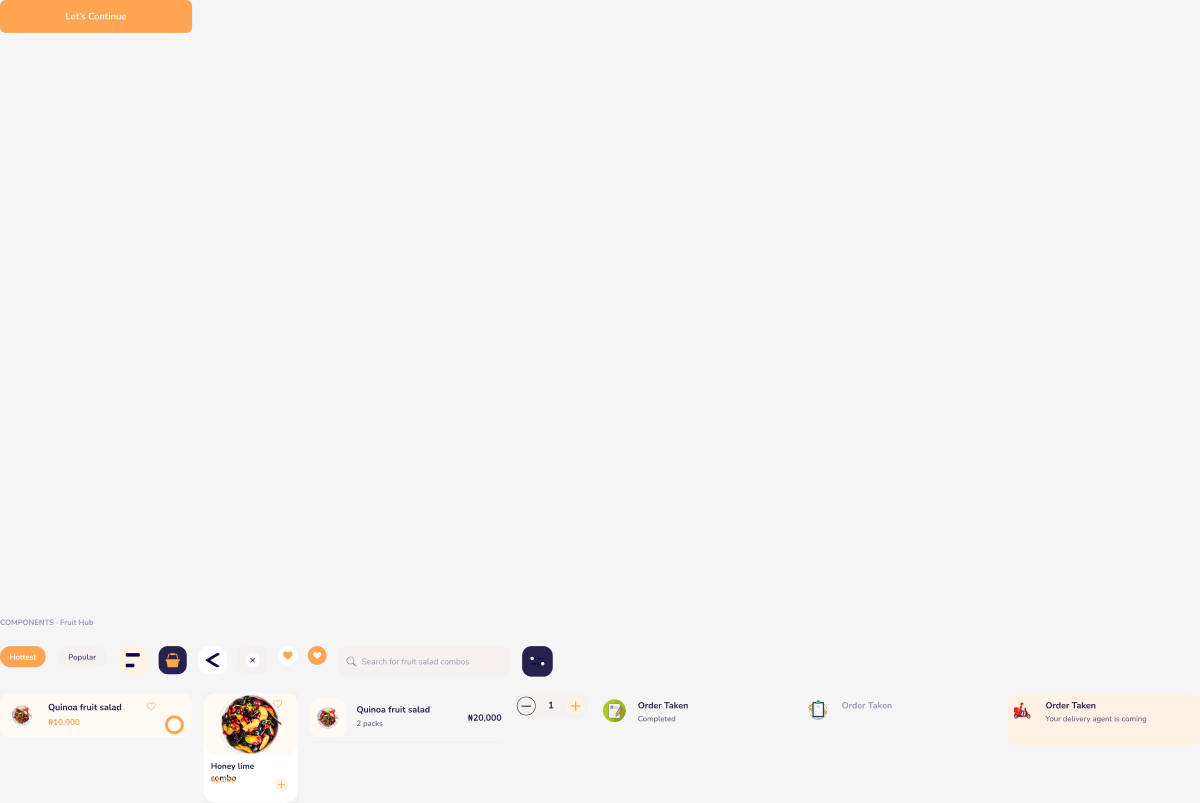 Let's Continue
COMPONENTS - Fruit Hub
Hottest
Popular
Search for fruit salad combos
Quinoa fruit salad
₦10,000
Honey lime
combo
Quinoa fruit salad
2 packs
₦20,000
1
Order Taken
Completed
Order Taken
Order Taken
Your delivery agent is coming